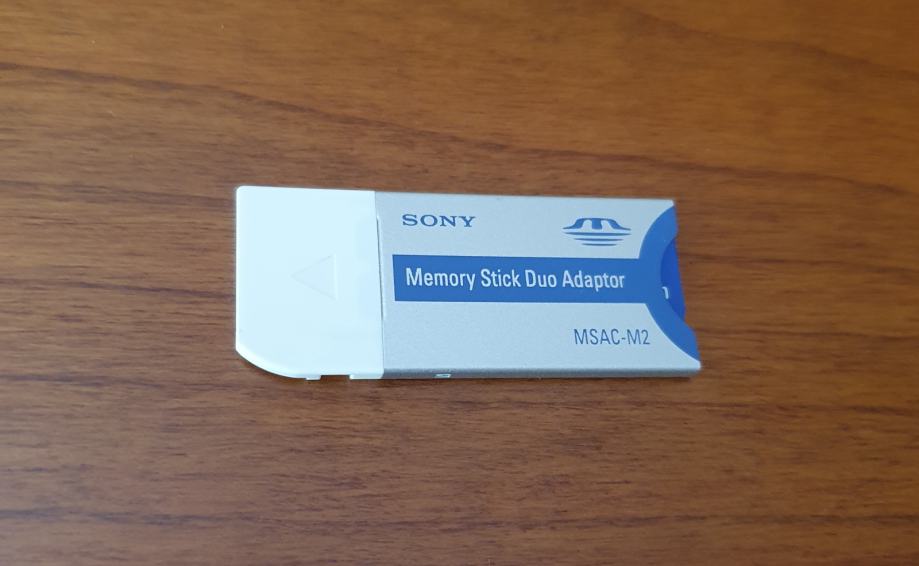 SONY
Memory Stick Duo Adaptor
MSAC-M2